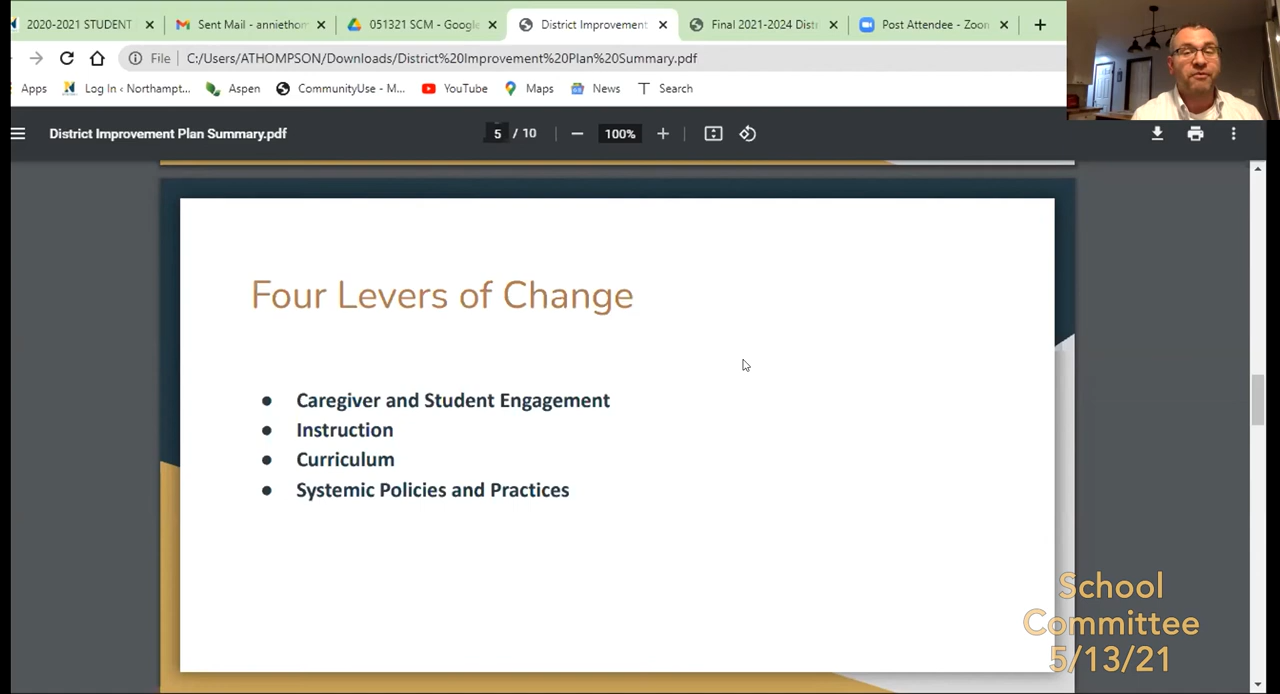 2020-2021 STUDENT
Sent Mail - anniethom
051321 SCM - Google
District Improvement
Final 2021-2024 Distr
Post Attendee - Zoom
File
C:/Users/ATHOMPSON/Downloads/District%20Improvement%20Plan%20Summary.pdf
Apps
Log In ‹ Northampt...
Aspen
CommunityUse - M...
YouTube
Maps
News
Search
District Improvement Plan Summary.pdf
5 / 10
100%
Four Levers of Change
● Caregiver and Student Engagement
● Instruction
● Curriculum
● Systemic Policies and Practices
School
Committee
5/13/21